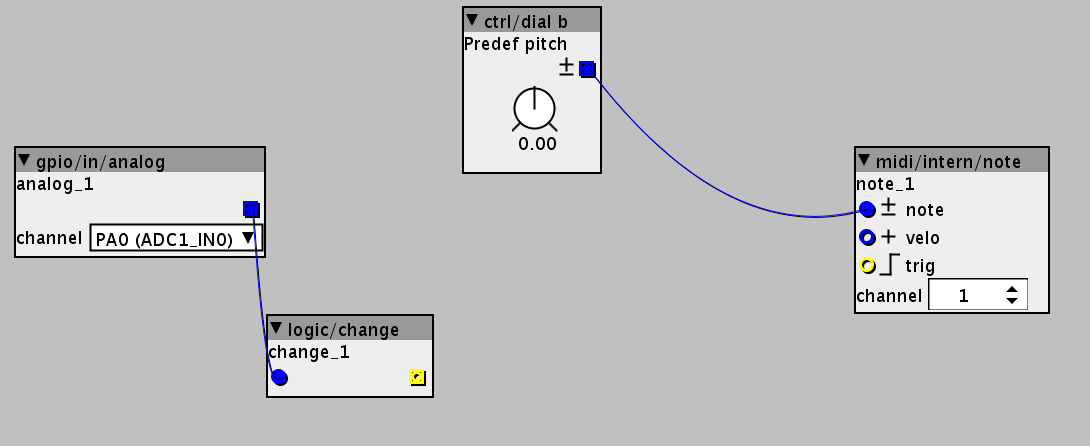 ctrl/dial b
Predef pitch
±
0.00
gpio/in/analog
analog_1
channel PA0 (ADC1_IN0)
midi/intern/note
note_1
± note
+ velo
trig
channel 1
logic/change
change_1